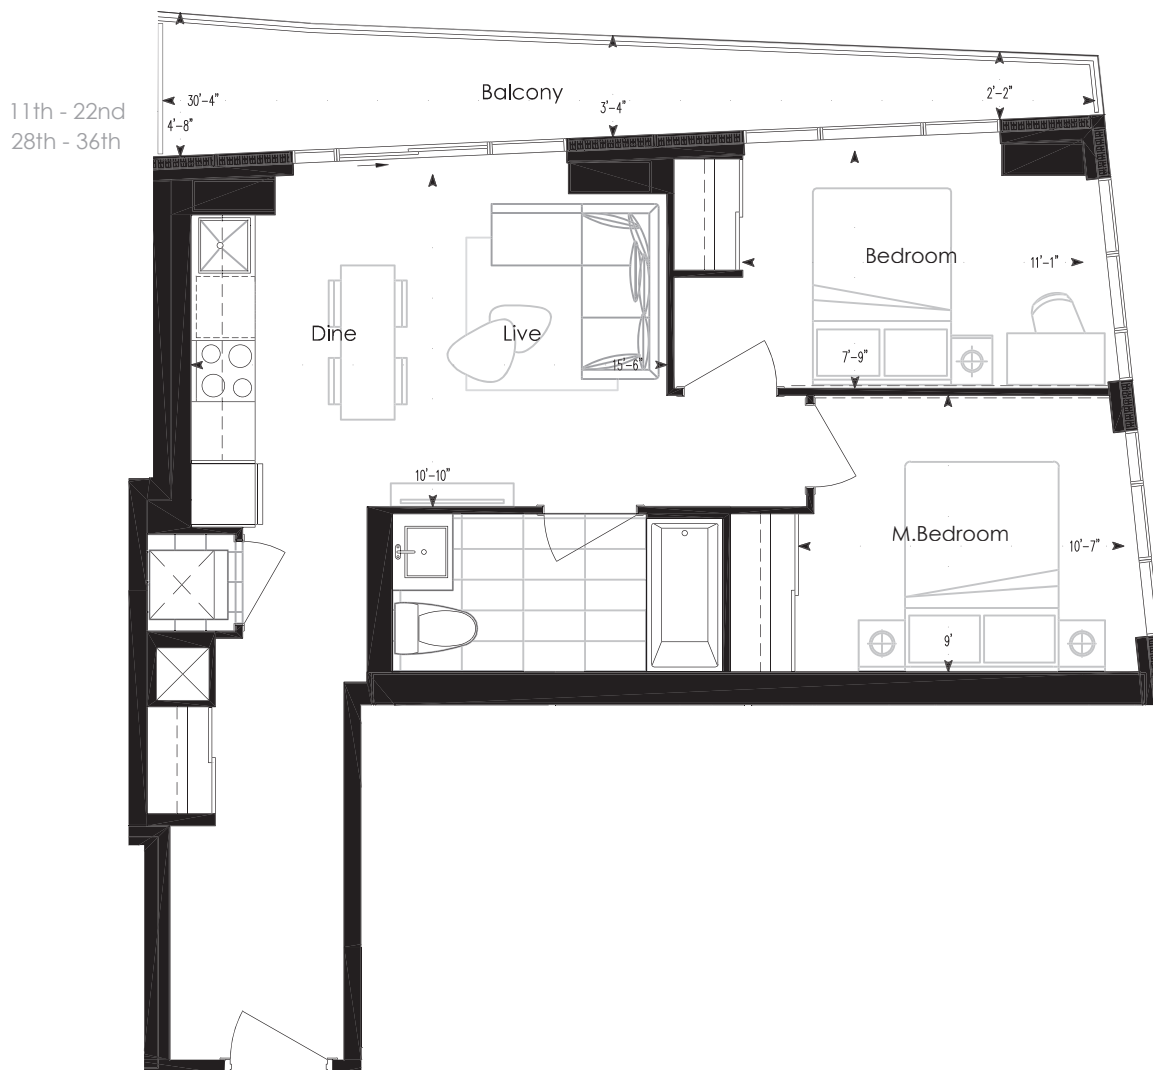 Balcony
11th - 22nd
28th - 36th
30'-4"
4'-8"
3'-4"
2'-2"
Bedroom
11'-1"
Dine
Live
15'-6"
7'-9"
10'-10"
M.Bedroom
10'-7"
9'